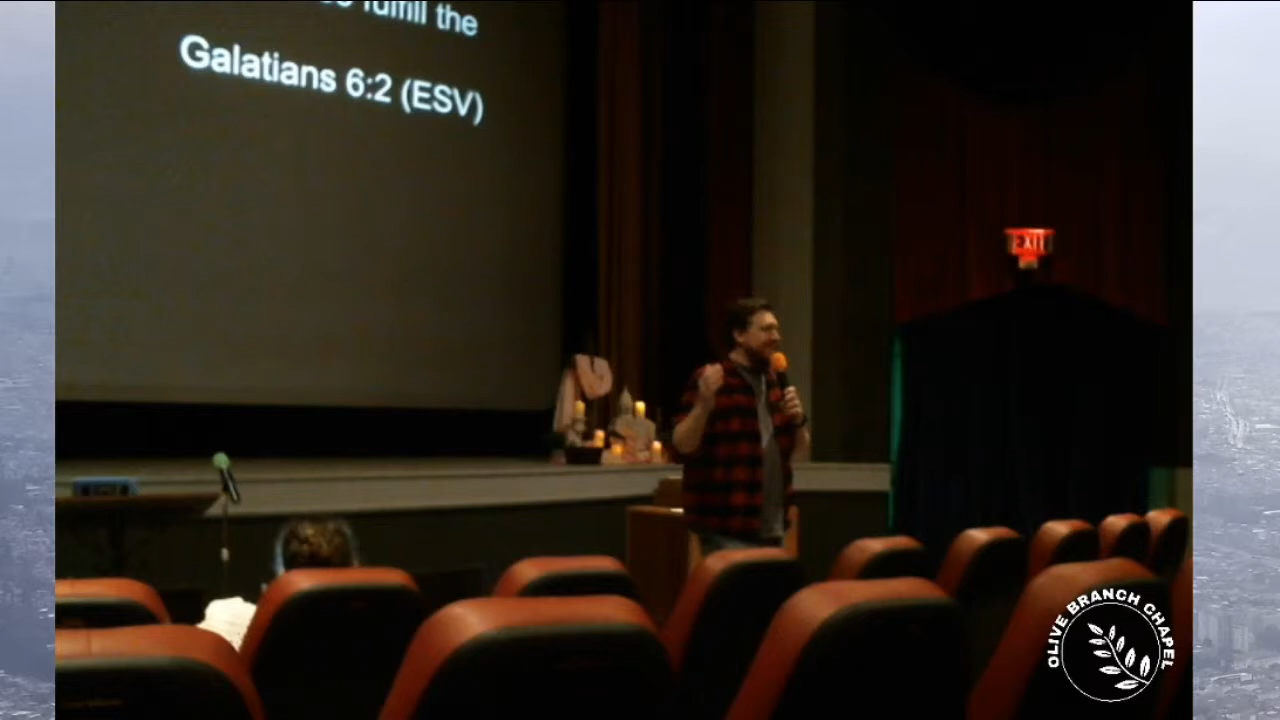 fulfill the
Galatians 6:2 (ESV)
EXIT
OLIVE BRANCH CHAPEL